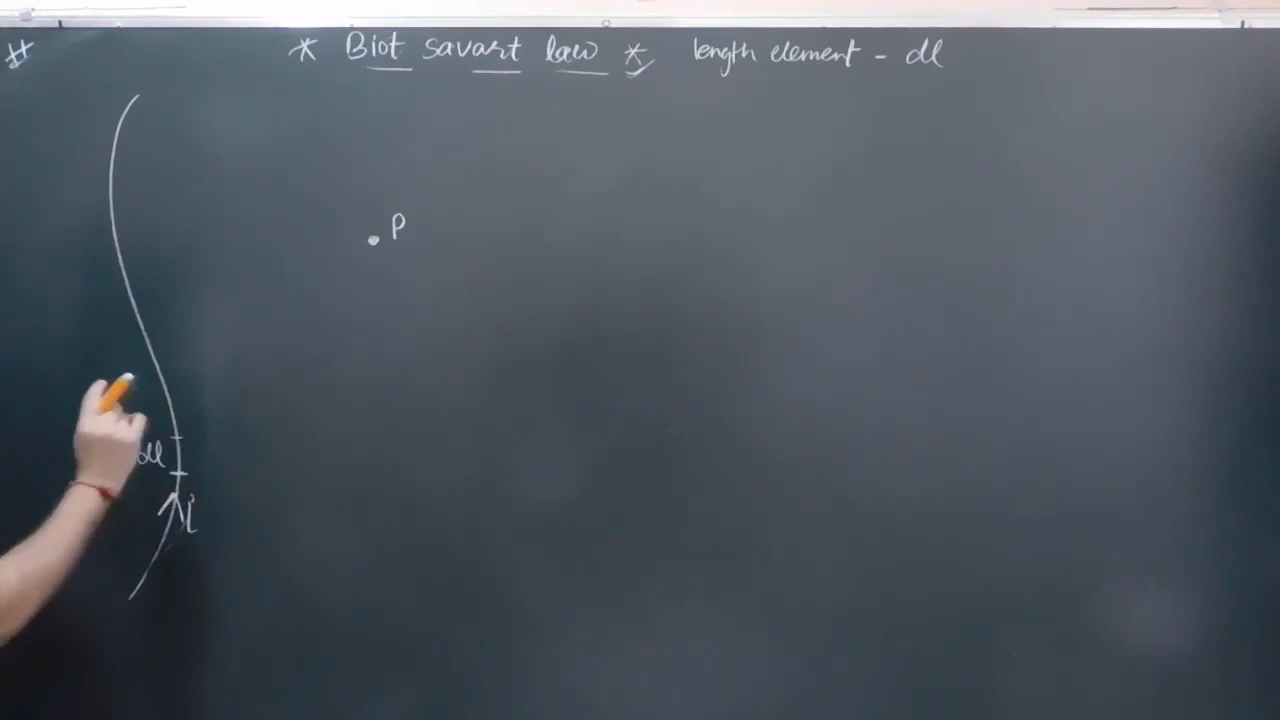 # * Biot savart law * length element - dl
P
dl
i